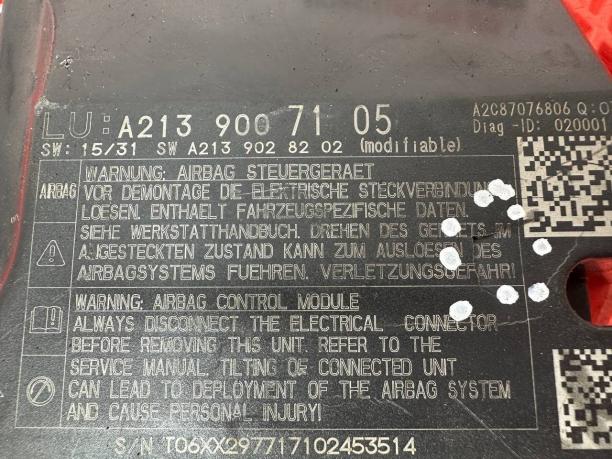 LU: A213 900 71 05
A2C87076806 Q:0
SW: 15/31 SW A213 902 82 02 (modifiable)
Diag -ID: 020001
WARNUNG: AIRBAG STEUERGERAET
AIRBAG
VOR DEMONTAGE DIE ELEKTRISCHE STECKVERBINDUNG
LOESEN. ENTHAELT FAHRZEUGSPEZIFISCHE DATEN.
SIEHE WERKSTATTHANDBUCH. DREHEN DES GERAETS IM
ANGESTECKTEN ZUSTAND KANN ZUM AUSLOESEN DES
AIRBAGSYSTEMS FUEHREN. VERLETZUNGSGEFAHR!
WARNING: AIRBAG CONTROL MODULE
ALWAYS DISCONNECT THE ELECTRICAL CONNECTOR
BEFORE REMOVING THIS UNIT. REFER TO THE
SERVICE MANUAL. TILTING OF CONNECTED UNIT
CAN LEAD TO DEPLOYMENT OF THE AIRBAG SYSTEM
AND CAUSE PERSONAL INJURY!
S/N T06XX297717102453514